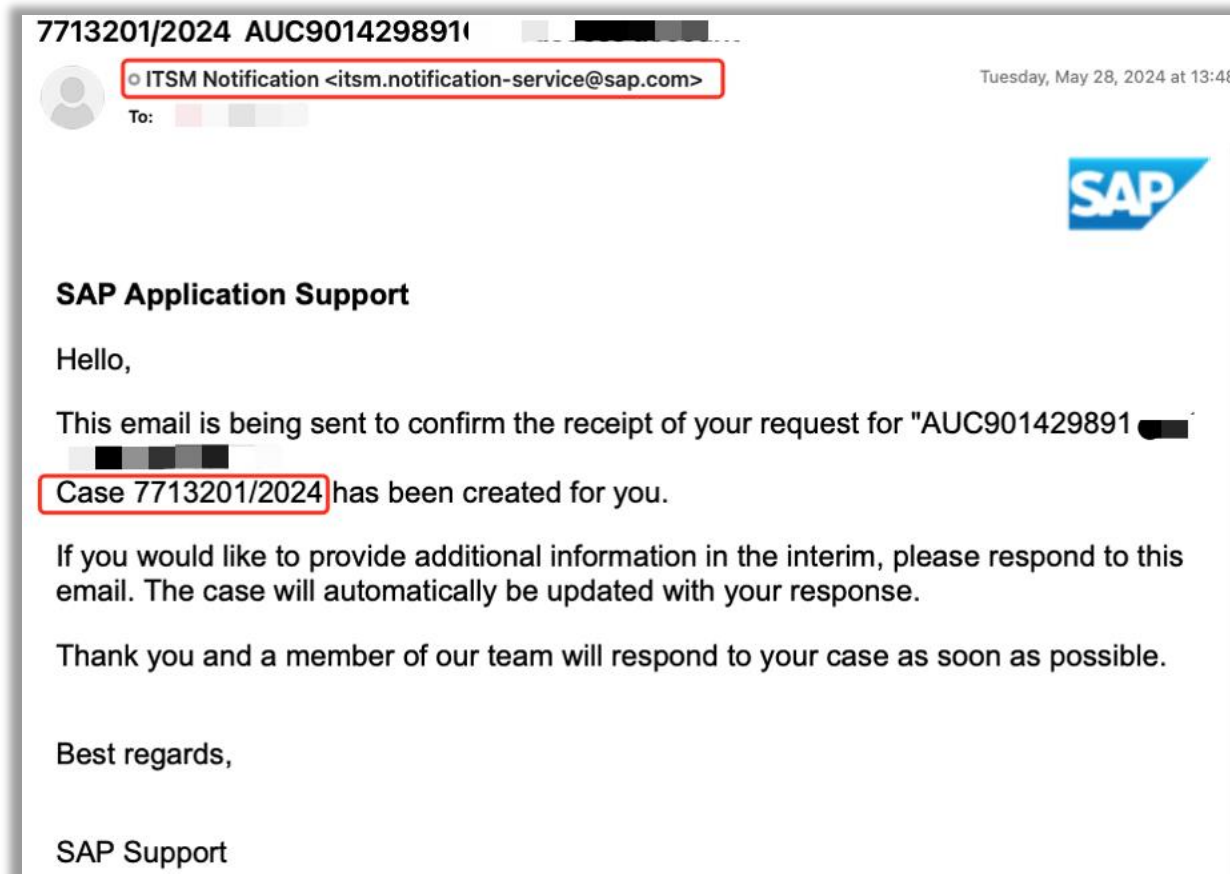 7713201/2024 AUC901429891
ITSM Notification <itsm.notification-service@sap.com>
Tuesday, May 28, 2024 at 13:48
To:
SAP
SAP Application Support
Hello,
This email is being sent to confirm the receipt of your request for "AUC901429891
Case 7713201/2024 has been created for you.
If you would like to provide additional information in the interim, please respond to this
email. The case will automatically be updated with your response.
Thank you and a member of our team will respond to your case as soon as possible.
Best regards,
SAP Support